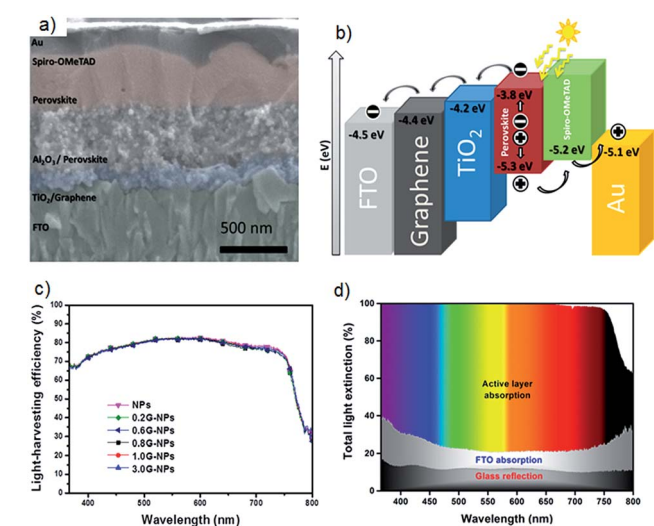 a)
Au
Spiro-OMeTAD
Perovskite
Al₂O₃/ Perovskite
TiO₂/Graphene
FTO
500 nm
b)
E (eV)
-4.5 eV
FTO
-4.4 eV
Graphene
-4.2 eV
TiO₂
-3.8 eV
Perovskite
-5.3 eV
Spiro-OMeTAD
-5.2 eV
-5.1 eV
Au
c)
Light-harvesting efficiency (%)
100
90
80
70
60
50
40
30
20
10
0
NPs
0.2G-NPs
0.6G-NPs
0.8G-NPs
1.0G-NPs
3.0G-NPs
400 500 600 700 800
Wavelength (nm)
d)
Total light extinction (%)
100
80
60
40
20
0
Active layer
absorption
FTO absorption
Glass reflection
400 450 500 550 600 650 700 750 800
Wavelength (nm)